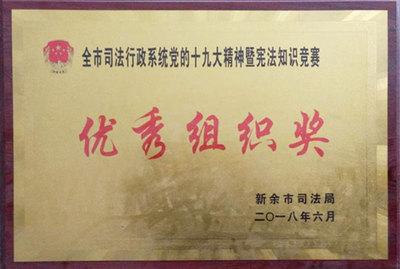 全市司法行政系统党的十九大精神暨宪法知识竞赛
优秀组织奖
新余市司法局
二〇一八年六月